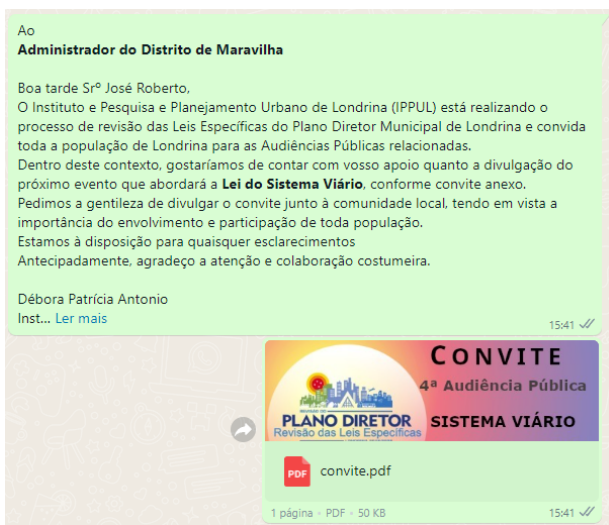 Ao
Administrador do Distrito de Maravilha
Boa tarde Srº José Roberto,
O Instituto e Pesquisa e Planejamento Urbano de Londrina (IPPUL) está realizando o
processo de revisão das Leis Específicas do Plano Diretor Municipal de Londrina e convida
toda a população de Londrina para as Audiências Públicas relacionadas.
Dentro deste contexto, gostaríamos de contar com vosso apoio quanto a divulgação do
próximo evento que abordará a Lei do Sistema Viário, conforme convite anexo.
Pedimos a gentileza de divulgar o convite junto à comunidade local, tendo em vista a
importância do envolvimento e participação de toda população.
Estamos à disposição para quaisquer esclarecimentos
Antecipadamente, agradeço a atenção e colaboração costumeira.
Débora Patrícia Antonio
Inst... Ler mais
15:41
CONVITE
4ª Audiência Pública
SISTEMA VIÁRIO
PLANO DIRETOR
Revisão das Leis Específicas
PDF
convite.pdf
1 página · PDF · 50 KB
15:41